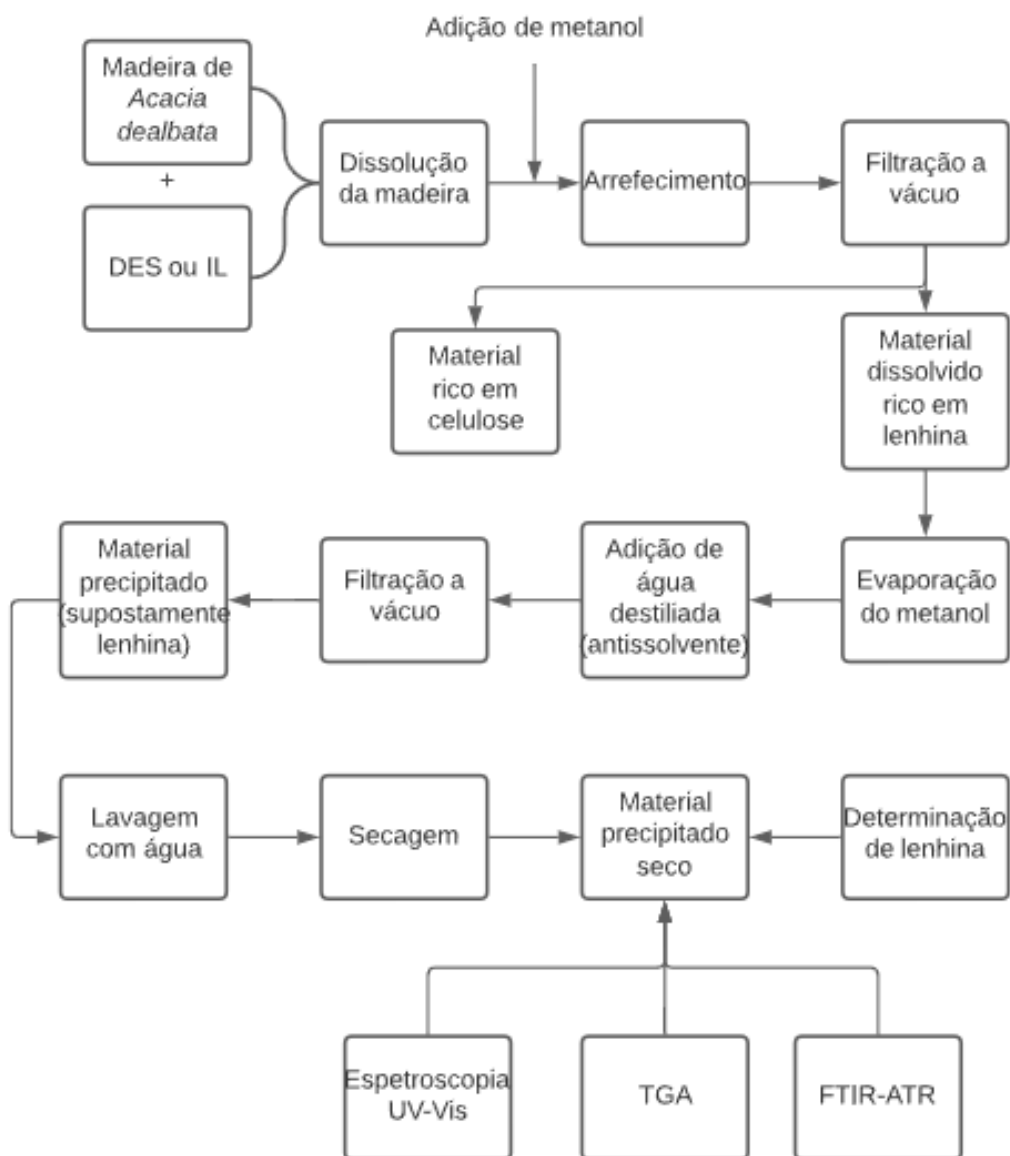 Adição de metanol
Madeira de
Acacia
dealbata
+
DES ou IL
Dissolução
da madeira
Arrefecimento
Filtração a
vácuo
Material
rico em
celulose
Material
dissolvido
rico em
lenhina
Evaporação
do metanol
Adição de
água
destiliada
(antissolvente)
Filtração a
vácuo
Material
precipitado
(supostamente
lenhina)
Lavagem
com água
Secagem
Material
precipitado
seco
Determinação
de lenhina
Espetroscopia
UV-Vis
TGA
FTIR-ATR